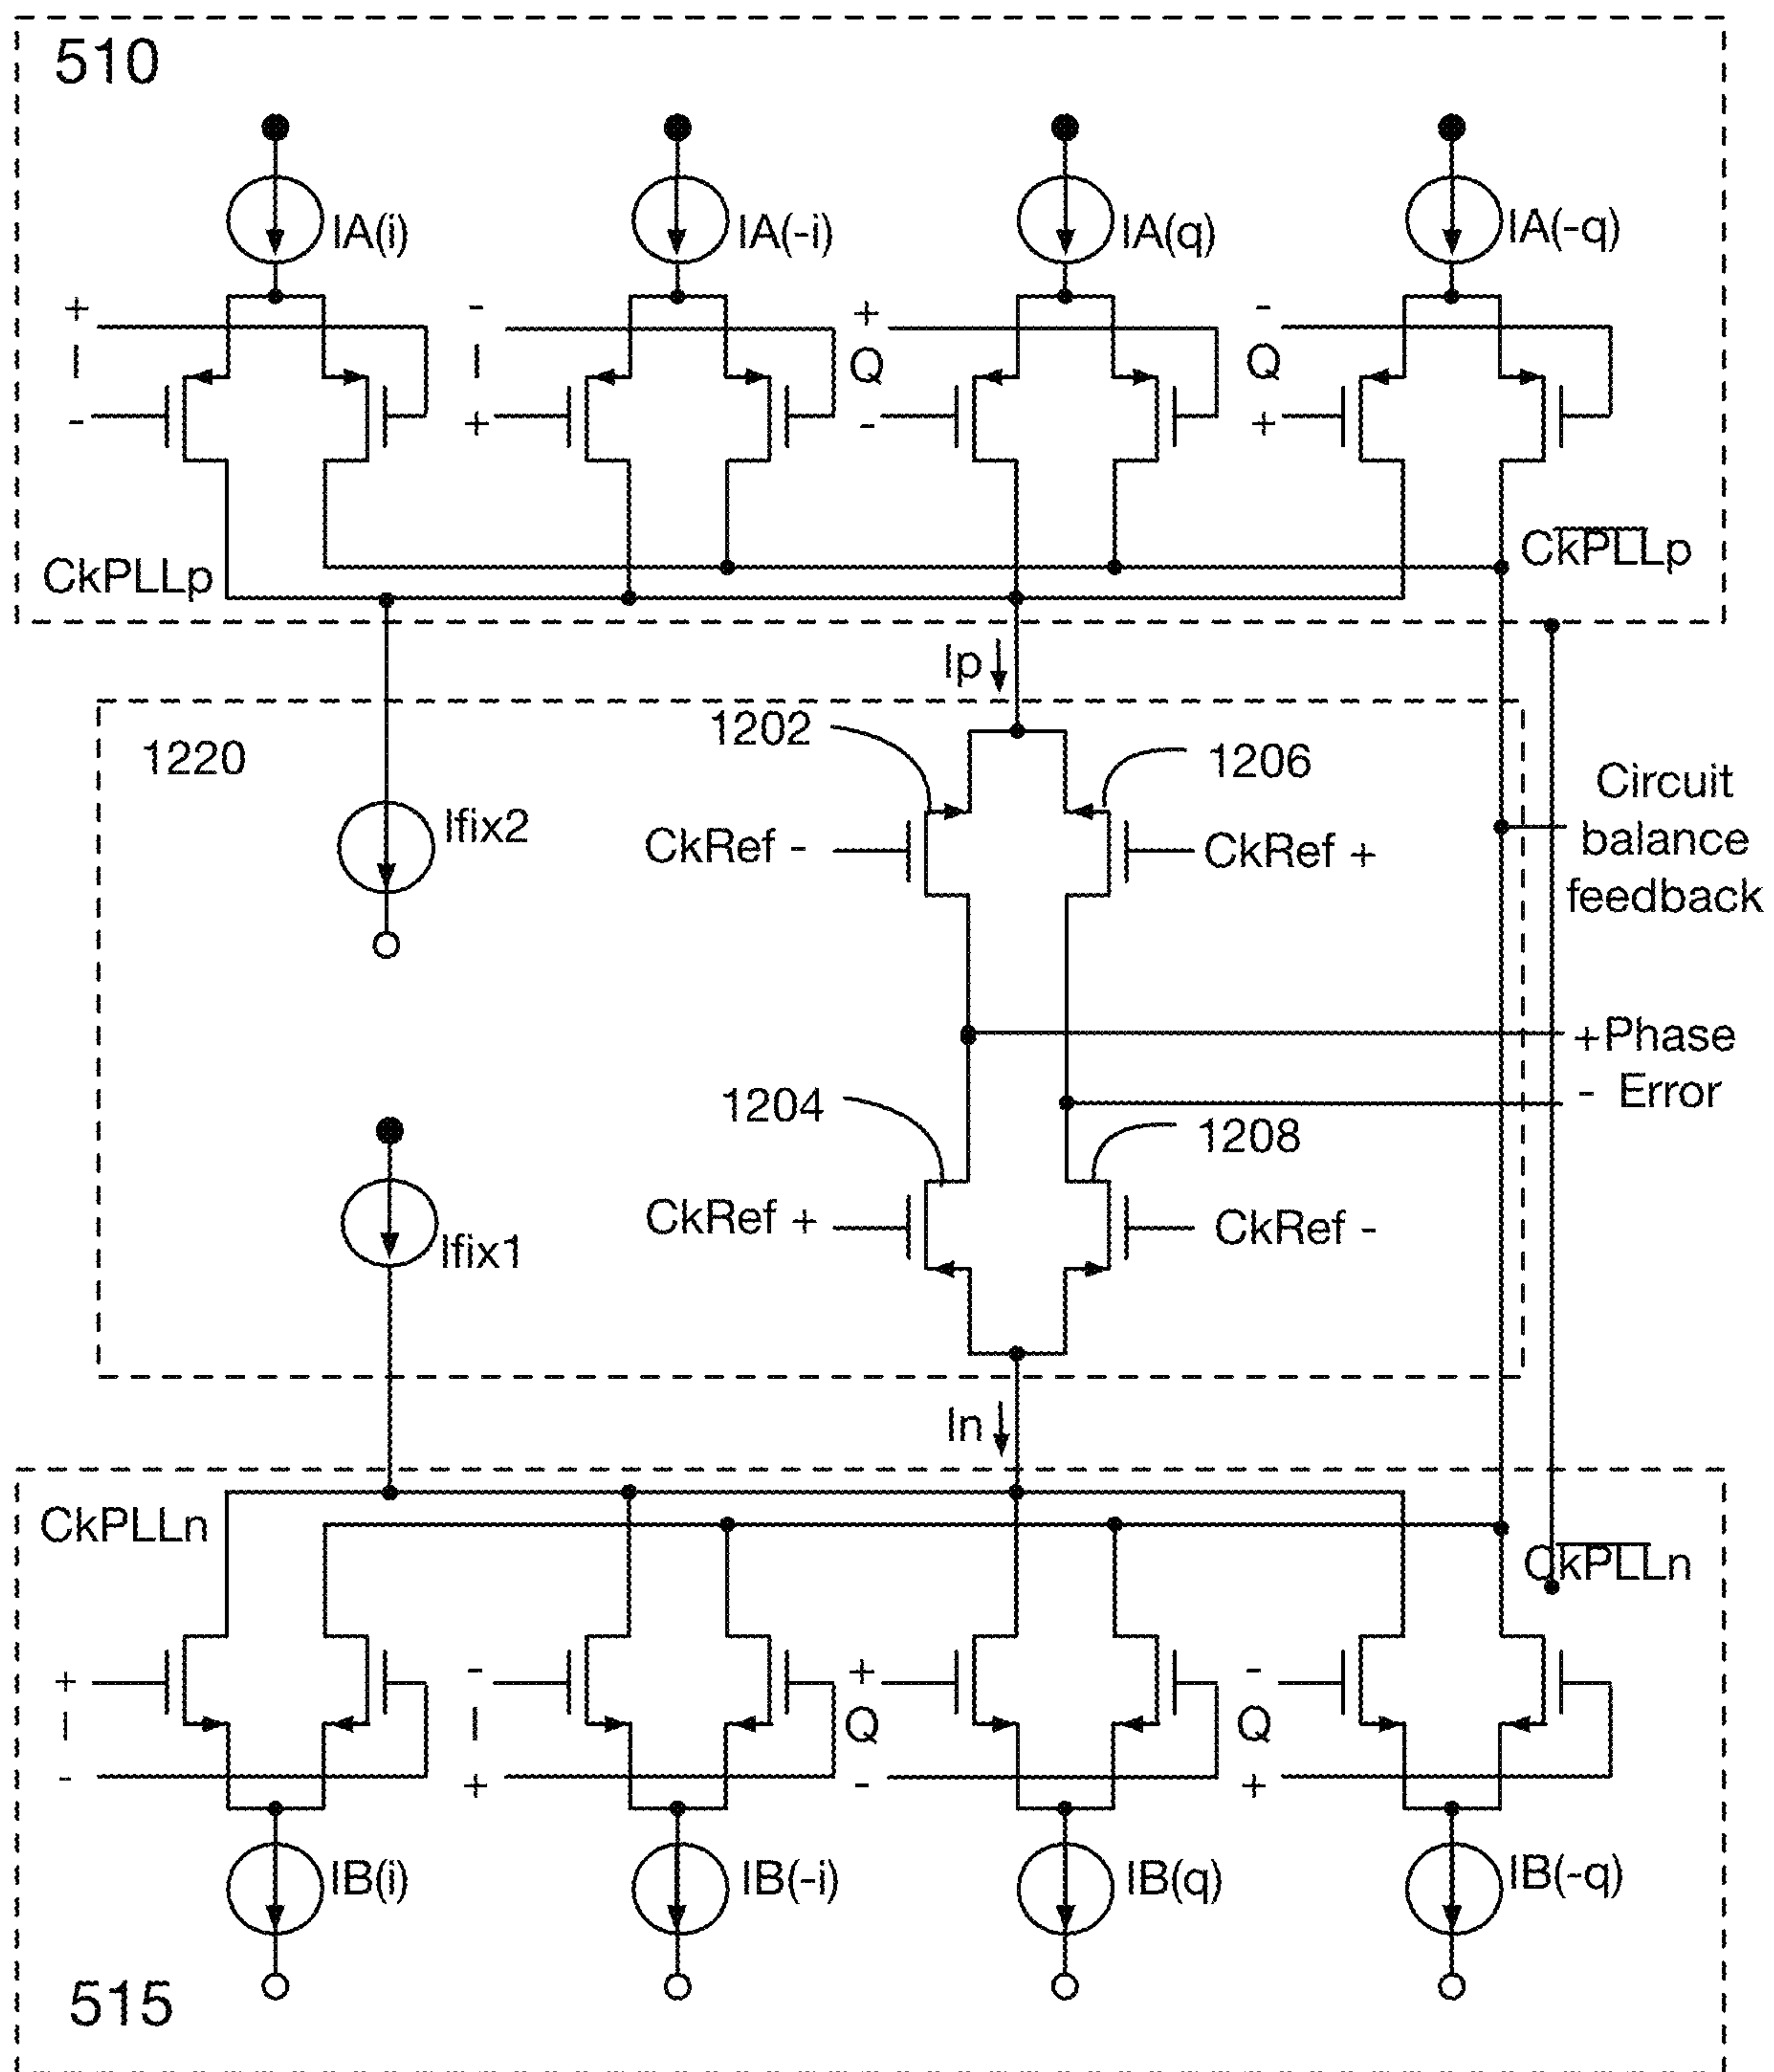 510
IA(i)
IA(-i)
IA(q)
IA(-q)
+
I
-
-
I
+
+
Q
-
-
Q
+
CkPLLp
CkPLLp
Ip
1220
1202
1206
Ifix2
CkRef -
CkRef +
Circuit
balance
feedback
+Phase
- Error
1204
1208
Ifix1
CkRef +
CkRef -
In
CkPLLn
CkPLLn
+
I
-
-
I
+
+
Q
-
-
Q
+
IB(i)
IB(-i)
IB(q)
IB(-q)
515